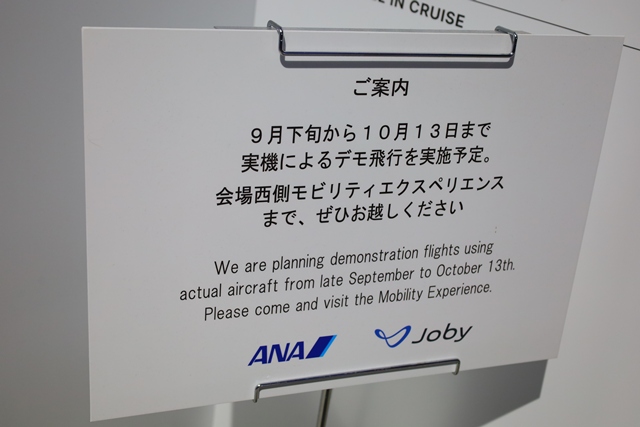 IN CRUISE
ご案内
9月下旬から10月13日まで
実機によるデモ飛行を実施予定。
会場西側モビリティエクスペリエンス
まで、ぜひお越しください
We are planning demonstration flights using
actual aircraft from late September to October 13th.
Please come and visit the Mobility Experience.
ANA Joby